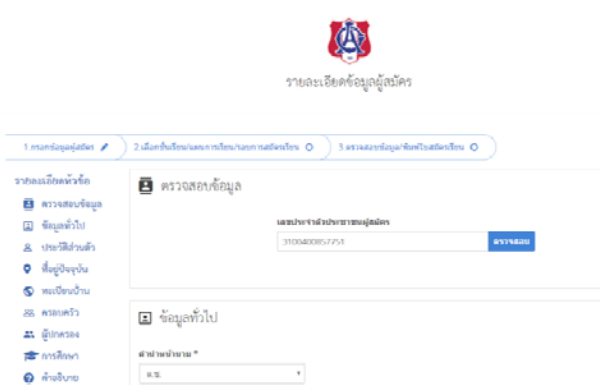 รายละเอียดข้อมูลผู้สมัคร
1.กรอกข้อมูลผู้สมัคร
2.เลือกชั้นเรียน/แผนการเรียน/รอบการสมัครเรียน
3.ตรวจสอบข้อมูล/พิมพ์ใบสมัครเรียน
รายละเอียดหัวข้อ
ตรวจสอบข้อมูล
ข้อมูลทั่วไป
ประวัติส่วนตัว
ที่อยู่ปัจจุบัน
ทะเบียนบ้าน
ครอบครัว
ผู้ปกครอง
การศึกษา
คำอธิบาย
ตรวจสอบข้อมูล
เลขประจำตัวประชาชนผู้สมัคร
3100400857751
ตรวจสอบ
ข้อมูลทั่วไป
คำนำหน้านาม *
ด.ช.